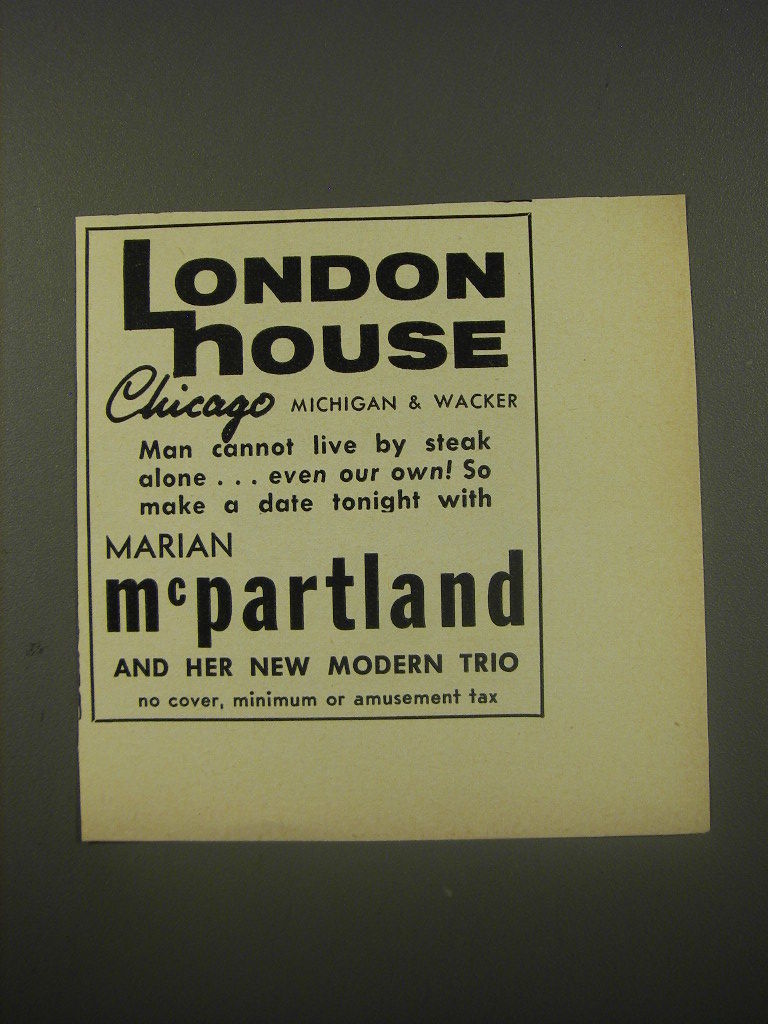 LONDON
hOUSE
Chicago MICHIGAN & WACKER
Man cannot live by steak
alone . . . even our own! So
make a date tonight with
MARIAN
mcpartland
AND HER NEW MODERN TRIO
no cover, minimum or amusement tax